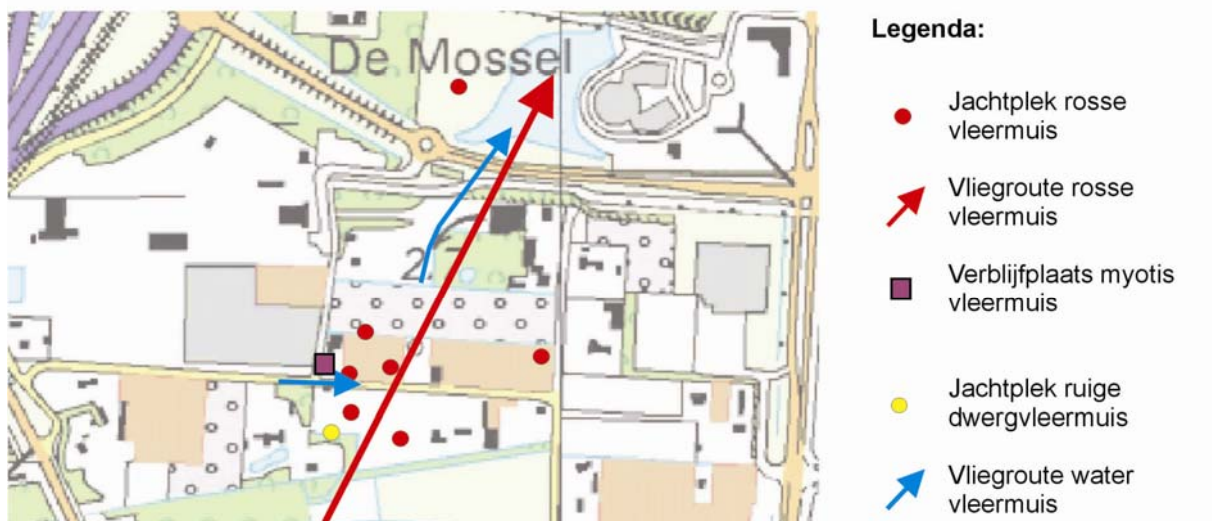 De Mossel
2
Legenda:
Jachtplek rosse
vleermuis
Vliegroute rosse
vleermuis
Verblijfplaats myotis
vleermuis
Jachtplek ruige
dwergvleermuis
Vliegroute water
vleermuis